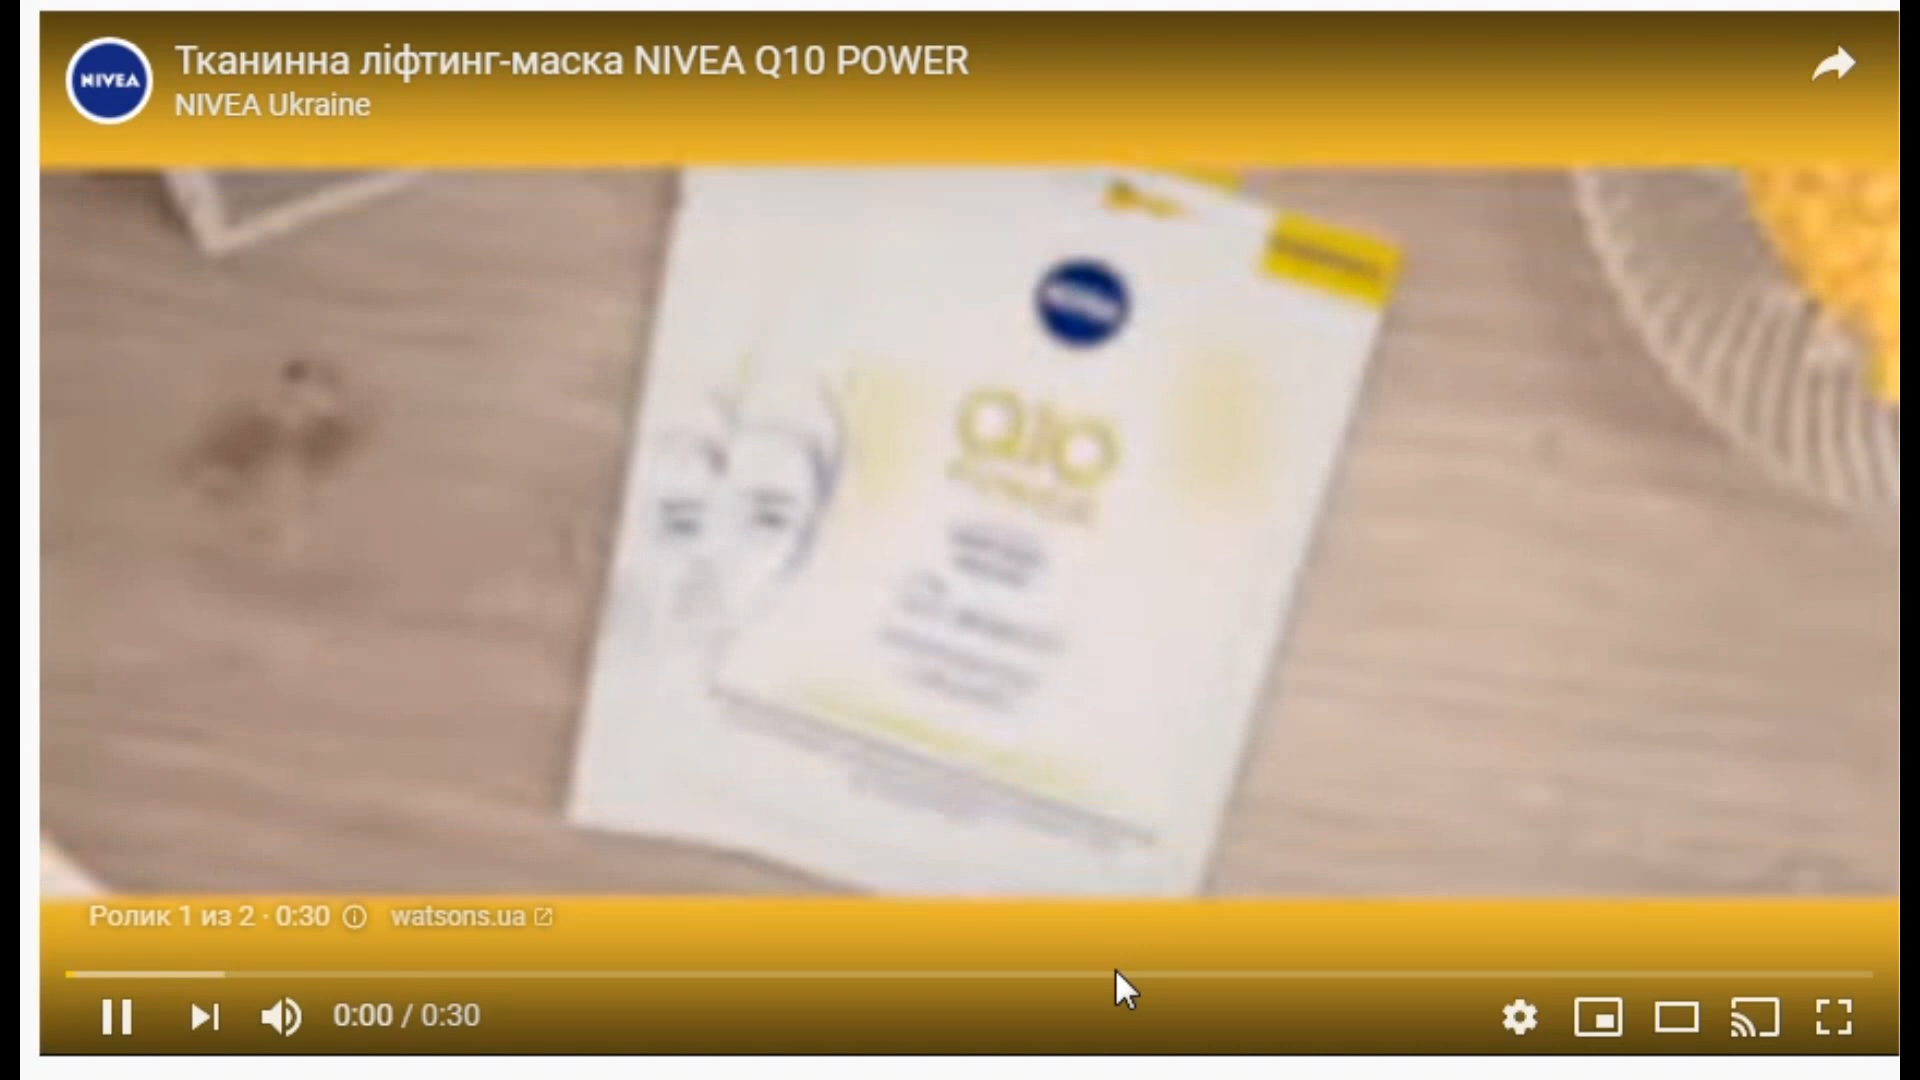 Тканинна ліфтинг-маска NIVEA Q10 POWER
NIVEA
NIVEA Ukraine
NIVEA
Q10
POWER
Ролик 1 из 2 · 0:30
watsons.ua
0:00 / 0:30